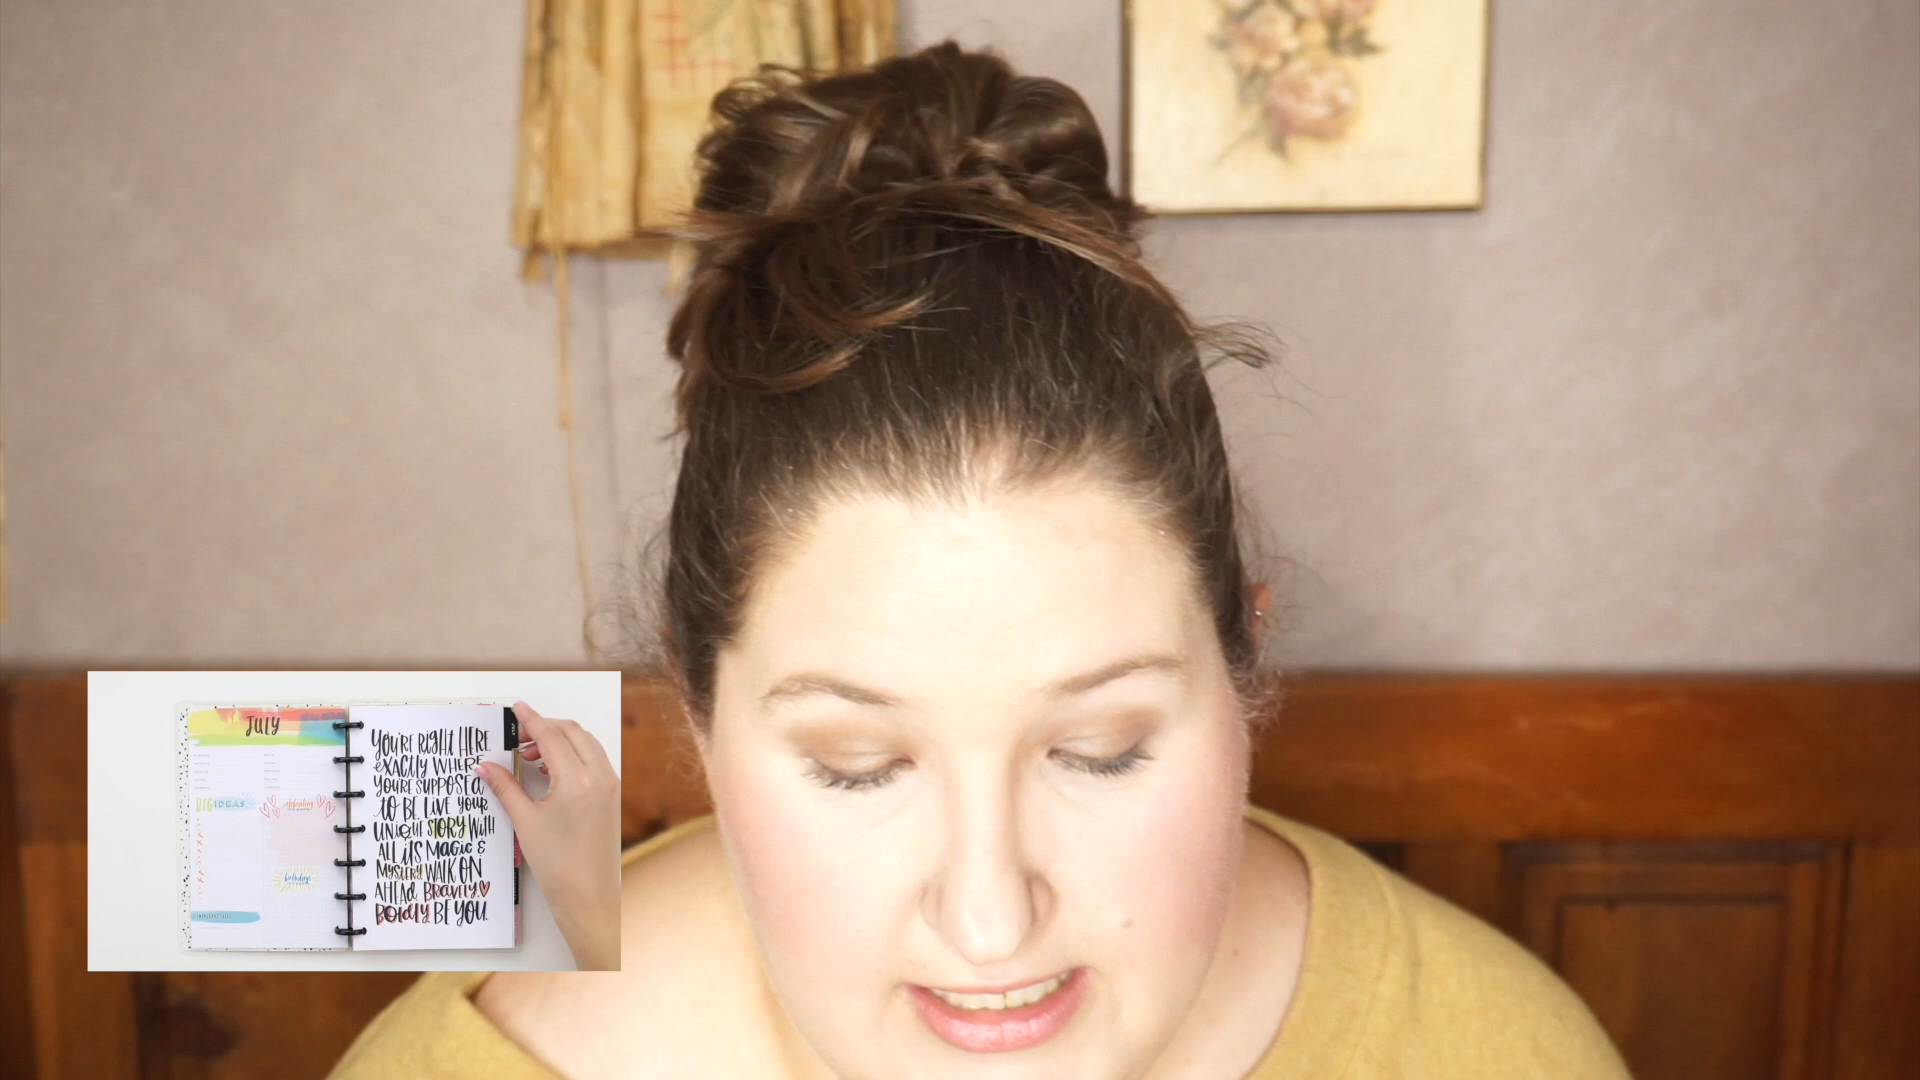 JULY
BIG IDEAS
birthdays
YOU'RE RIGHT HERE
EXACTLY WHERE
YOU'RE SUPPOSED
TO BE. LIVE YOUR
UNIQUE STORY WITH
ALL ITS MAGIC &
MYSTERY WALK ON
AHEAD BRAVELY
BOLDLY BE YOU.